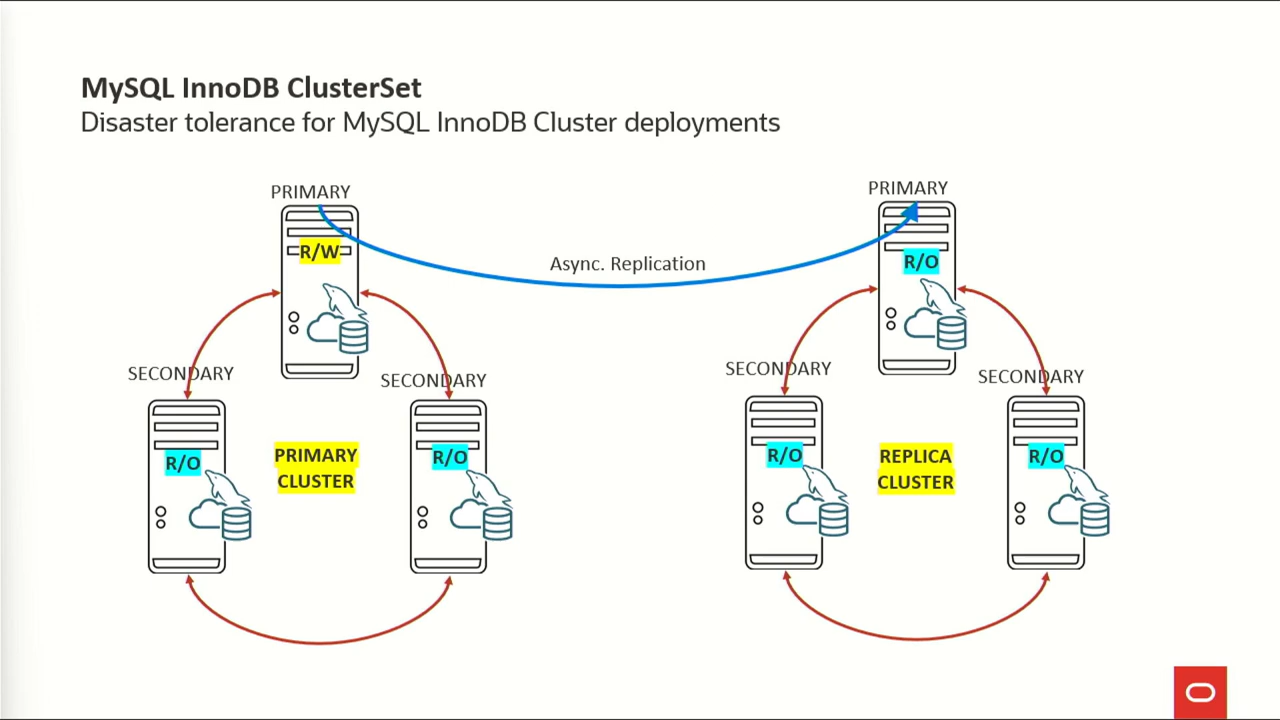 MySQL InnoDB ClusterSet
Disaster tolerance for MySQL InnoDB Cluster deployments
PRIMARY
R/W
Async. Replication
PRIMARY
R/O
SECONDARY
R/O
SECONDARY
R/O
PRIMARY
CLUSTER
SECONDARY
R/O
SECONDARY
R/O
REPLICA
CLUSTER